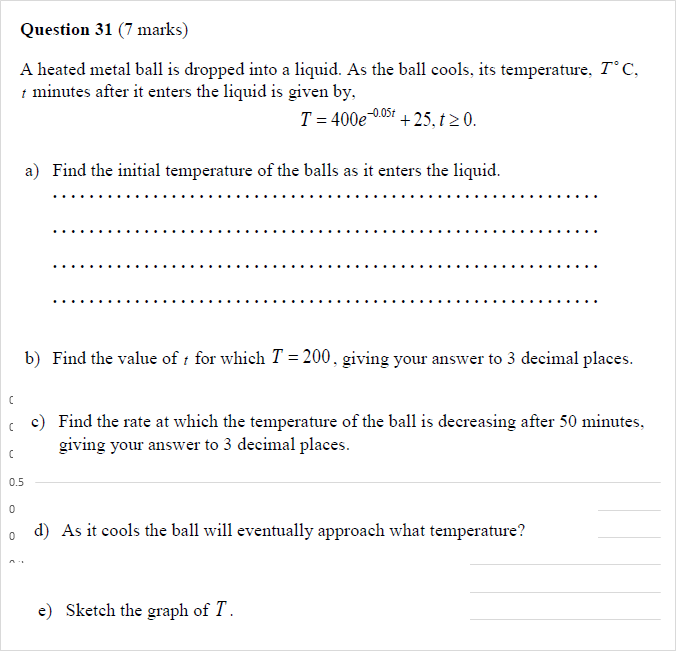 Question 31 (7 marks)
A heated metal ball is dropped into a liquid. As the ball cools, its temperature, T°C,
t minutes after it enters the liquid is given by,
T = 400e^{-0.05t} + 25, t ≥ 0.
a) Find the initial temperature of the balls as it enters the liquid.
b) Find the value of t for which T = 200, giving your answer to 3 decimal places.
c) Find the rate at which the temperature of the ball is decreasing after 50 minutes,
giving your answer to 3 decimal places.
0.5
0
0
d) As it cools the ball will eventually approach what temperature?
e) Sketch the graph of T.